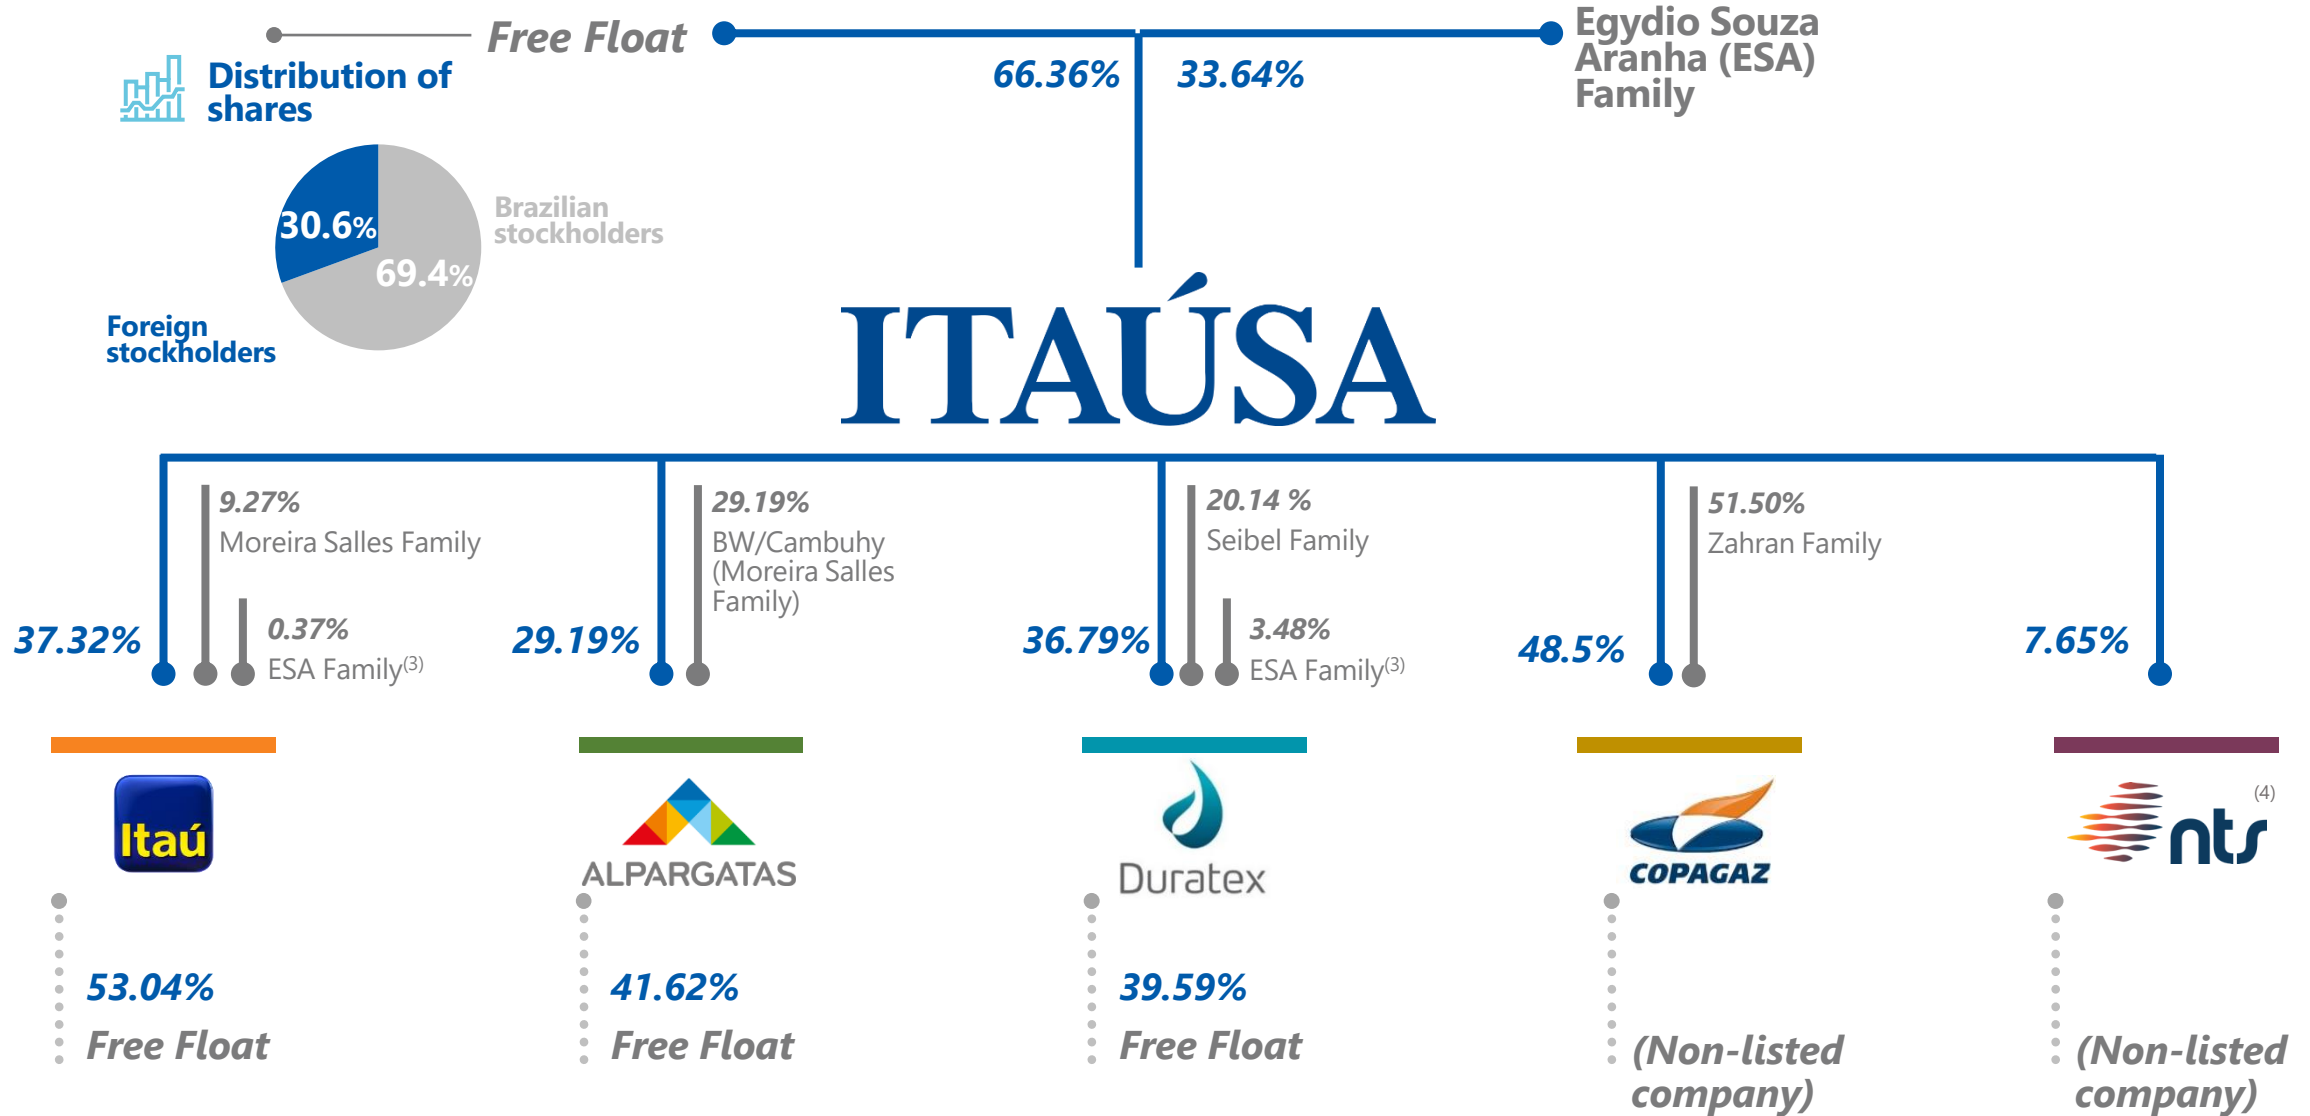 Free Float
Egydio Souza
Aranha (ESA)
Family
66.36%
33.64%
Distribution of
shares
30.6%
69.4%
Brazilian
stockholders
Foreign
stockholders
ITAÚSA
37.32%
9.27%
Moreira Salles Family
0.37%
ESA Family(3)
29.19%
29.19%
BW/Cambuhy
(Moreira Salles
Family)
36.79%
20.14 %
Seibel Family
3.48%
ESA Family(3)
48.5%
51.50%
Zahran Family
7.65%
Itaú
ALPARGATAS
Duratex
COPAGAZ
nts
(4)
53.04%
Free Float
41.62%
Free Float
39.59%
Free Float
(Non-listed
company)
(Non-listed
company)